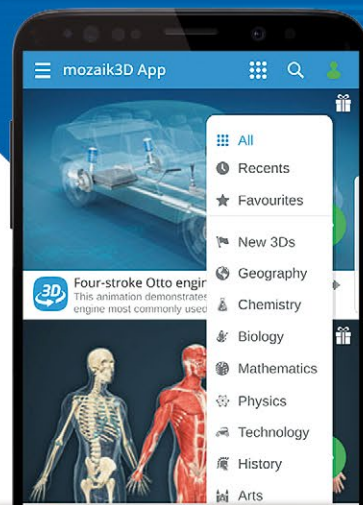 mozaik3D App
All
Recents
Favourites
New 3Ds
Geography
Chemistry
Biology
Mathematics
Physics
Technology
History
Arts
3D
Four-stroke Otto engin
This animation demonstrates
engine most commonly used